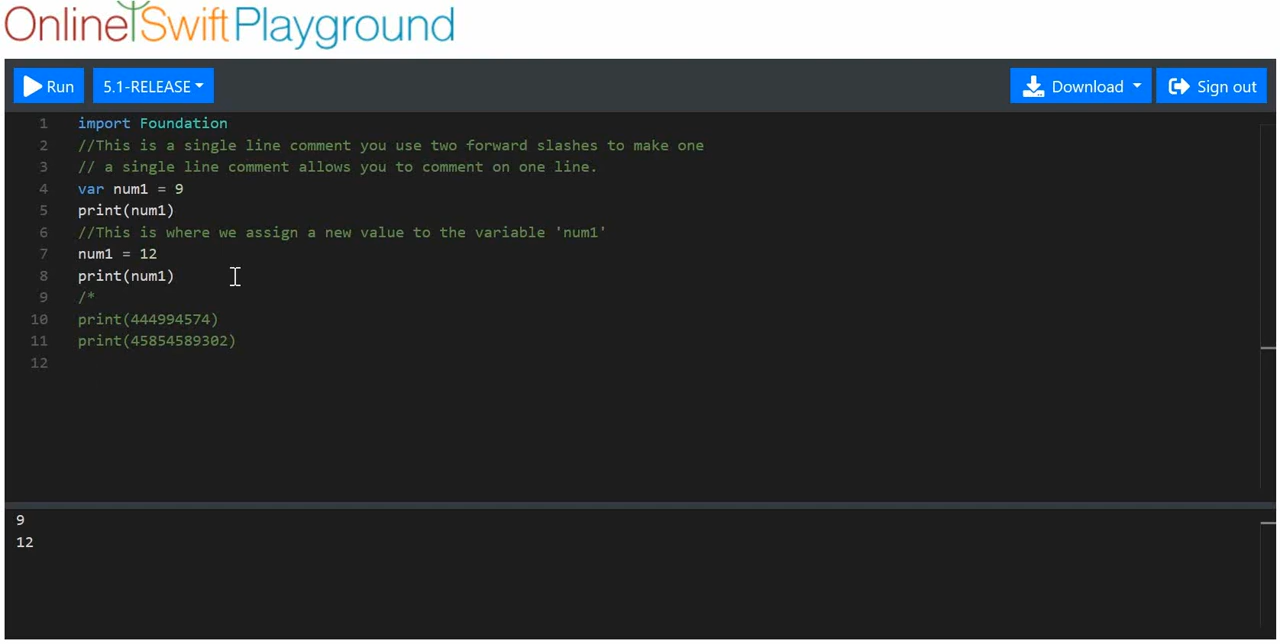 Online Swift Playground
Run 5.1-RELEASE Download Sign out
1 import Foundation
2 //This is a single line comment you use two forward slashes to make one
3 // a single line comment allows you to comment on one line.
4 var num1 = 9
5 print(num1)
6 //This is where we assign a new value to the variable 'num1'
7 num1 = 12
8 print(num1)
9 /*
10 print(444994574)
11 print(45854589302)
12
9
12